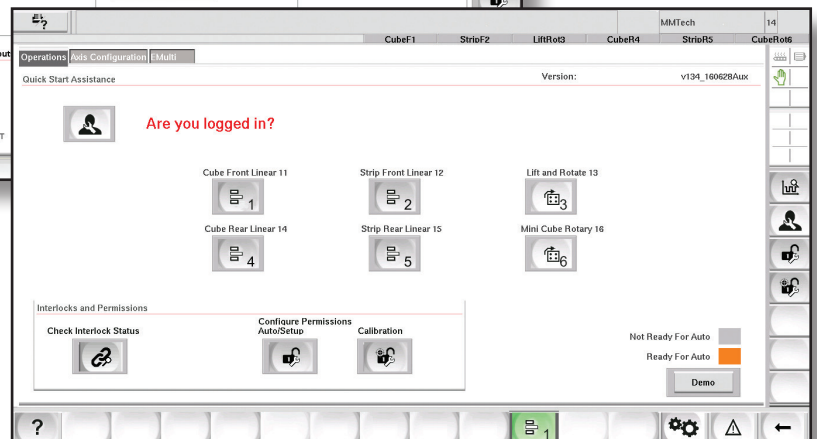 ?
MMTech 14
CubeF1 StripF2 LiftRot3 CubeR4 StripR5 CubeRot6
Operations Axis Configuration EMulti
Quick Start Assistance Version: v134_160628Aux
Are you logged in?
Cube Front Linear 11 Strip Front Linear 12 Lift and Rotate 13
1 2 3
Cube Rear Linear 14 Strip Rear Linear 15 Mini Cube Rotary 16
4 5 6
Interlocks and Permissions
Check Interlock Status Configure Permissions Auto/Setup Calibration
Not Ready For Auto
Ready For Auto
Demo
? 1